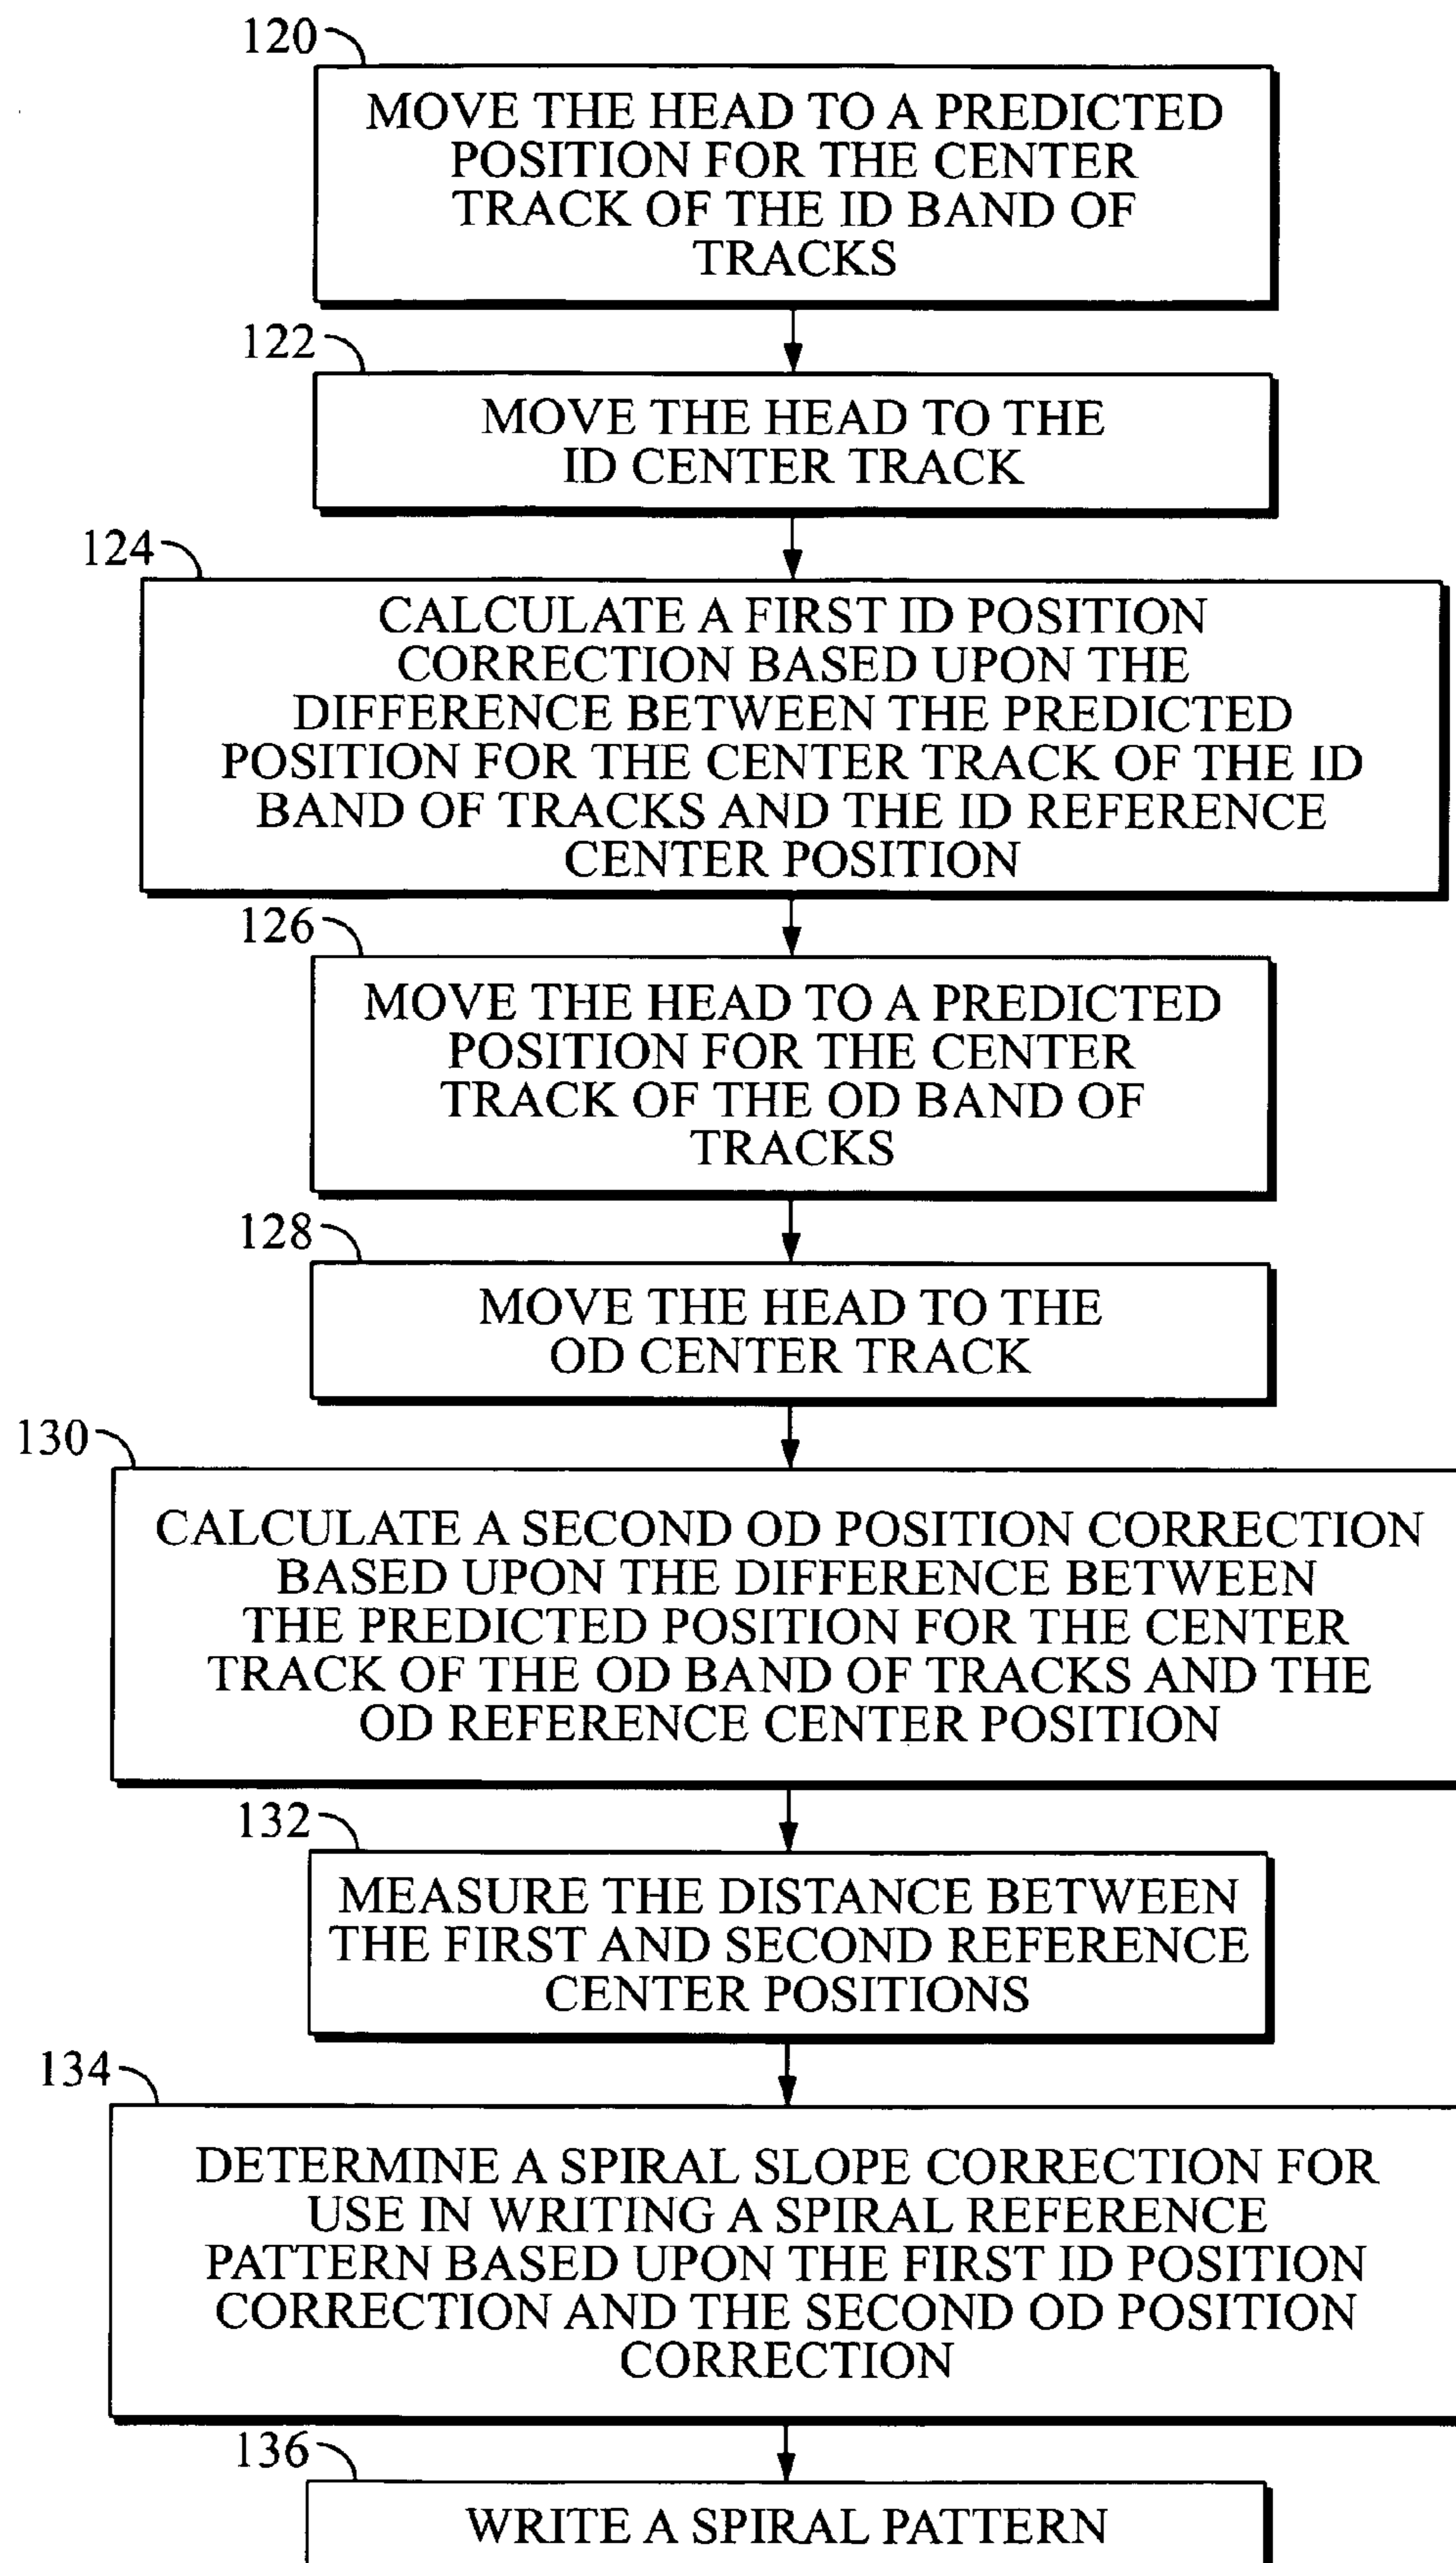 120
MOVE THE HEAD TO A PREDICTED
POSITION FOR THE CENTER
TRACK OF THE ID BAND OF
TRACKS
122
MOVE THE HEAD TO THE
ID CENTER TRACK
124
CALCULATE A FIRST ID POSITION
CORRECTION BASED UPON THE
DIFFERENCE BETWEEN THE PREDICTED
POSITION FOR THE CENTER TRACK OF THE ID
BAND OF TRACKS AND THE ID REFERENCE
CENTER POSITION
126
MOVE THE HEAD TO A PREDICTED
POSITION FOR THE CENTER
TRACK OF THE OD BAND OF
TRACKS
128
MOVE THE HEAD TO THE
OD CENTER TRACK
130
CALCULATE A SECOND OD POSITION CORRECTION
BASED UPON THE DIFFERENCE BETWEEN
THE PREDICTED POSITION FOR THE CENTER
TRACK OF THE OD BAND OF TRACKS AND THE
OD REFERENCE CENTER POSITION
132
MEASURE THE DISTANCE BETWEEN
THE FIRST AND SECOND REFERENCE
CENTER POSITIONS
134
DETERMINE A SPIRAL SLOPE CORRECTION FOR
USE IN WRITING A SPIRAL REFERENCE
PATTERN BASED UPON THE FIRST ID POSITION
CORRECTION AND THE SECOND OD POSITION
CORRECTION
136
WRITE A SPIRAL PATTERN